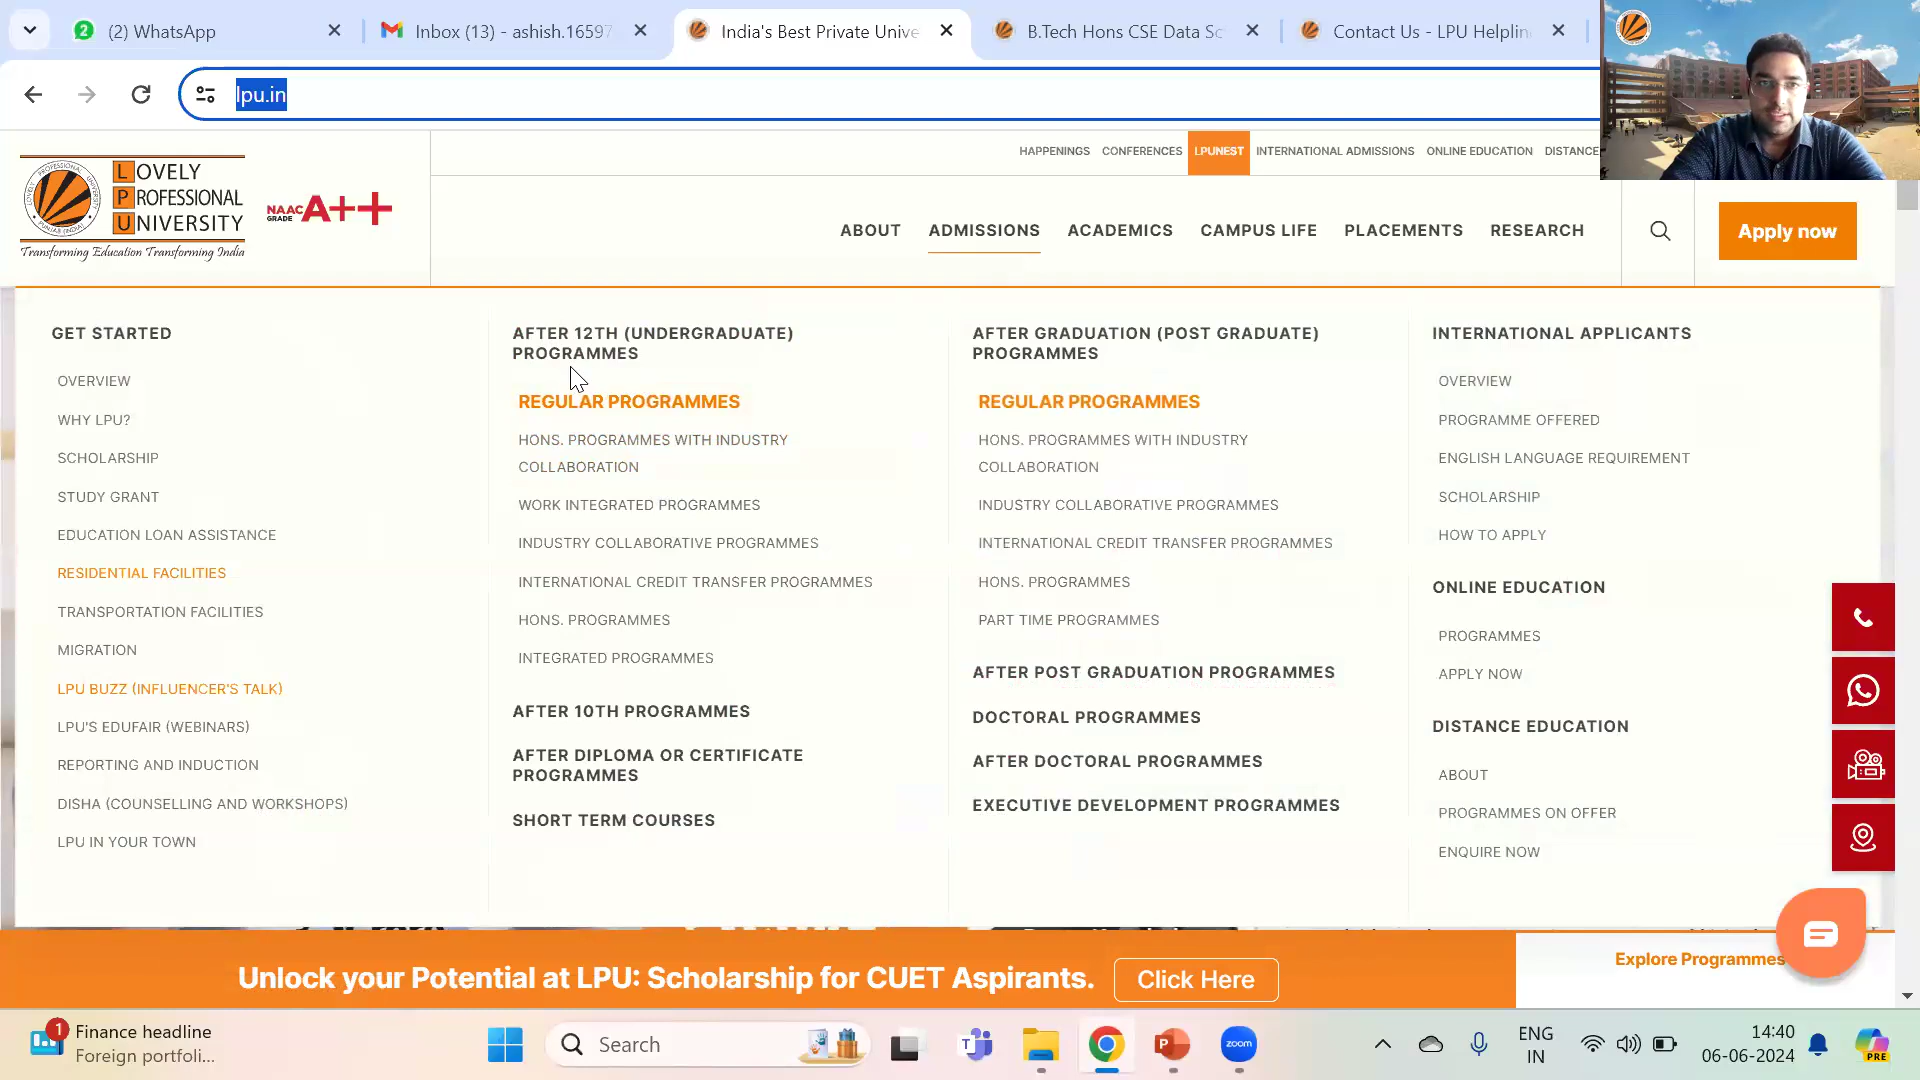 (2) WhatsApp
Inbox (13) - ashish.16597
India's Best Private Unive
B.Tech Hons CSE Data Sc
Contact Us - LPU Helplin
lpu.in
HAPPENINGS CONFERENCES LPUNEST INTERNATIONAL ADMISSIONS ONLINE EDUCATION DISTANCE
LOVELY
PROFESSIONAL
UNIVERSITY
Transforming Education Transforming India
NAAC
GRADE A++
ABOUT ADMISSIONS ACADEMICS CAMPUS LIFE PLACEMENTS RESEARCH
Apply now
GET STARTED
OVERVIEW
WHY LPU?
SCHOLARSHIP
STUDY GRANT
EDUCATION LOAN ASSISTANCE
RESIDENTIAL FACILITIES
TRANSPORTATION FACILITIES
MIGRATION
LPU BUZZ (INFLUENCER'S TALK)
LPU'S EDUFAIR (WEBINARS)
REPORTING AND INDUCTION
DISHA (COUNSELLING AND WORKSHOPS)
LPU IN YOUR TOWN
AFTER 12TH (UNDERGRADUATE)
PROGRAMMES
REGULAR PROGRAMMES
HONS. PROGRAMMES WITH INDUSTRY
COLLABORATION
WORK INTEGRATED PROGRAMMES
INDUSTRY COLLABORATIVE PROGRAMMES
INTERNATIONAL CREDIT TRANSFER PROGRAMMES
HONS. PROGRAMMES
INTEGRATED PROGRAMMES
AFTER 10TH PROGRAMMES
AFTER DIPLOMA OR CERTIFICATE
PROGRAMMES
SHORT TERM COURSES
AFTER GRADUATION (POST GRADUATE)
PROGRAMMES
REGULAR PROGRAMMES
HONS. PROGRAMMES WITH INDUSTRY
COLLABORATION
INDUSTRY COLLABORATIVE PROGRAMMES
INTERNATIONAL CREDIT TRANSFER PROGRAMMES
HONS. PROGRAMMES
PART TIME PROGRAMMES
AFTER POST GRADUATION PROGRAMMES
DOCTORAL PROGRAMMES
AFTER DOCTORAL PROGRAMMES
EXECUTIVE DEVELOPMENT PROGRAMMES
INTERNATIONAL APPLICANTS
OVERVIEW
PROGRAMME OFFERED
ENGLISH LANGUAGE REQUIREMENT
SCHOLARSHIP
HOW TO APPLY
ONLINE EDUCATION
PROGRAMMES
APPLY NOW
DISTANCE EDUCATION
ABOUT
PROGRAMMES ON OFFER
ENQUIRE NOW
Unlock your Potential at LPU: Scholarship for CUET Aspirants.
Click Here
Explore Programmes
1
Finance headline
Foreign portfoli...
Search
zoom
ENG
IN
14:40
06-06-2024
PRE